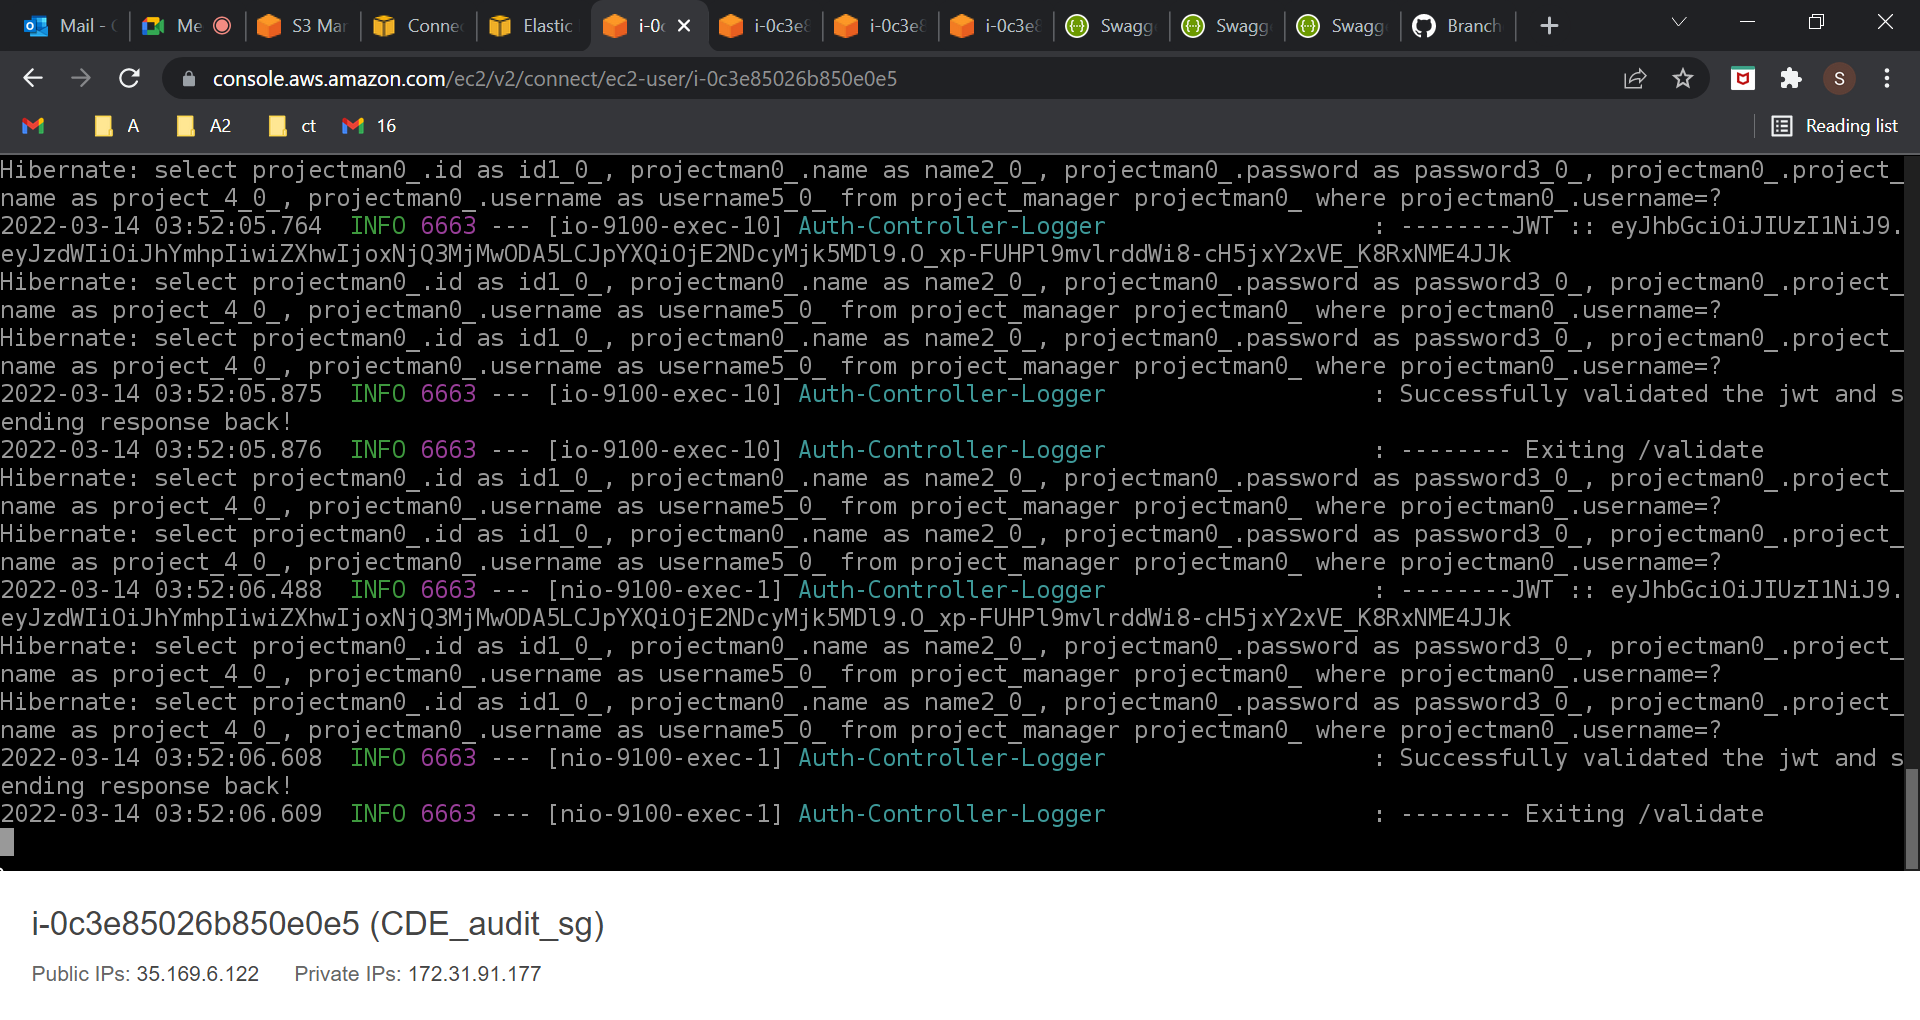 Mail - Me S3 Mar Conne Elastic i-0c i-0c3e8 i-0c3e8 i-0c3e8 Swagg Swagg Swagg Branch
console.aws.amazon.com/ec2/v2/connect/ec2-user/i-0c3e85026b850e0e5 S
A A2 ct 16 Reading list
Hibernate: select projectman0_.id as id1_0_, projectman0_.name as name2_0_, projectman0_.password as password3_0_, projectman0_.project_
name as project_4_0_, projectman0_.username as username5_0_ from project_manager projectman0_ where projectman0_.username=?
2022-03-14 03:52:05.764 INFO 6663 --- [io-9100-exec-10] Auth-Controller-Logger : --------JWT :: eyJhbGciOiJIUzI1NiJ9.
eyJzdWIiOiJhYmhpIiwiZXhwIjoxNjQ3MjMwODA5LCJpYXQiOjE2NDcyMjk5MDl9.O_xp-FUHPl9mvlrddWi8-cH5jxY2xVE_K8RxNME4JJk
Hibernate: select projectman0_.id as id1_0_, projectman0_.name as name2_0_, projectman0_.password as password3_0_, projectman0_.project_
name as project_4_0_, projectman0_.username as username5_0_ from project_manager projectman0_ where projectman0_.username=?
Hibernate: select projectman0_.id as id1_0_, projectman0_.name as name2_0_, projectman0_.password as password3_0_, projectman0_.project_
name as project_4_0_, projectman0_.username as username5_0_ from project_manager projectman0_ where projectman0_.username=?
2022-03-14 03:52:05.875 INFO 6663 --- [io-9100-exec-10] Auth-Controller-Logger : Successfully validated the jwt and s
ending response back!
2022-03-14 03:52:05.876 INFO 6663 --- [io-9100-exec-10] Auth-Controller-Logger : -------- Exiting /validate
Hibernate: select projectman0_.id as id1_0_, projectman0_.name as name2_0_, projectman0_.password as password3_0_, projectman0_.project_
name as project_4_0_, projectman0_.username as username5_0_ from project_manager projectman0_ where projectman0_.username=?
Hibernate: select projectman0_.id as id1_0_, projectman0_.name as name2_0_, projectman0_.password as password3_0_, projectman0_.project_
name as project_4_0_, projectman0_.username as username5_0_ from project_manager projectman0_ where projectman0_.username=?
2022-03-14 03:52:06.488 INFO 6663 --- [nio-9100-exec-1] Auth-Controller-Logger : --------JWT :: eyJhbGciOiJIUzI1NiJ9.
eyJzdWIiOiJhYmhpIiwiZXhwIjoxNjQ3MjMwODA5LCJpYXQiOjE2NDcyMjk5MDl9.O_xp-FUHPl9mvlrddWi8-cH5jxY2xVE_K8RxNME4JJk
Hibernate: select projectman0_.id as id1_0_, projectman0_.name as name2_0_, projectman0_.password as password3_0_, projectman0_.project_
name as project_4_0_, projectman0_.username as username5_0_ from project_manager projectman0_ where projectman0_.username=?
Hibernate: select projectman0_.id as id1_0_, projectman0_.name as name2_0_, projectman0_.password as password3_0_, projectman0_.project_
name as project_4_0_, projectman0_.username as username5_0_ from project_manager projectman0_ where projectman0_.username=?
2022-03-14 03:52:06.608 INFO 6663 --- [nio-9100-exec-1] Auth-Controller-Logger : Successfully validated the jwt and s
ending response back!
2022-03-14 03:52:06.609 INFO 6663 --- [nio-9100-exec-1] Auth-Controller-Logger : -------- Exiting /validate
i-0c3e85026b850e0e5 (CDE_audit_sg)
Public IPs: 35.169.6.122 Private IPs: 172.31.91.177